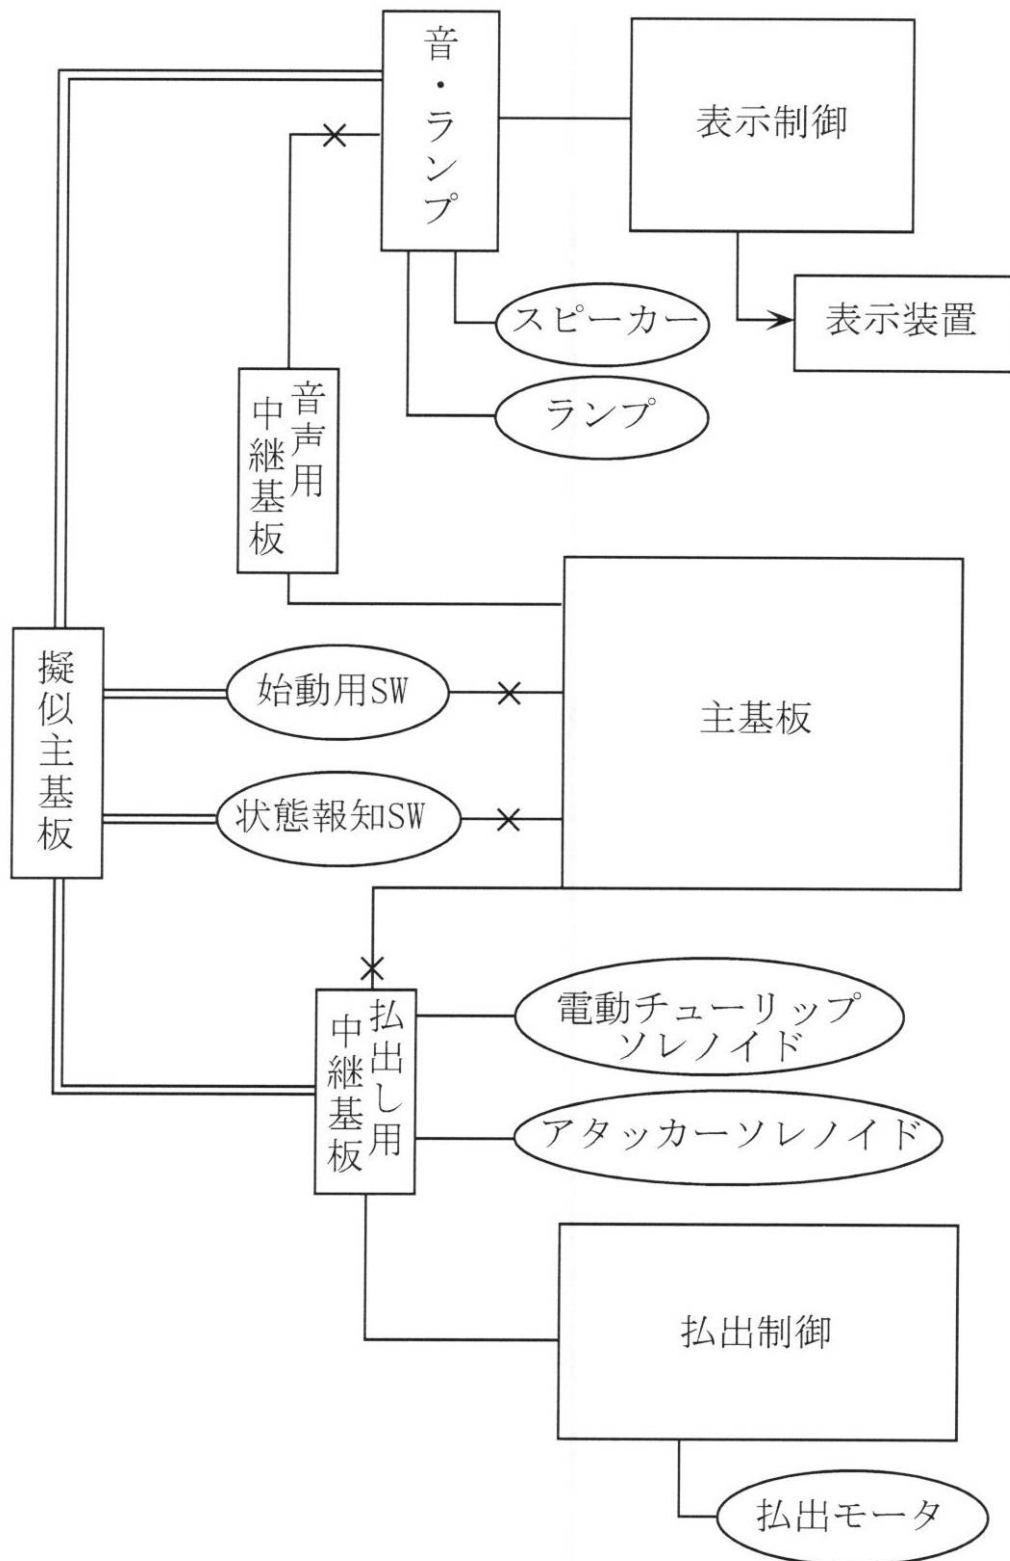 音・ランプ
表示制御
表示装置
スピーカー
ランプ
音声用
中継基板
擬似主基板
始動用SW
主基板
状態報知SW
電動チューリップ
ソレノイド
払出し用
中継基板
アタッカーソレノイド
払出制御
払出モータ